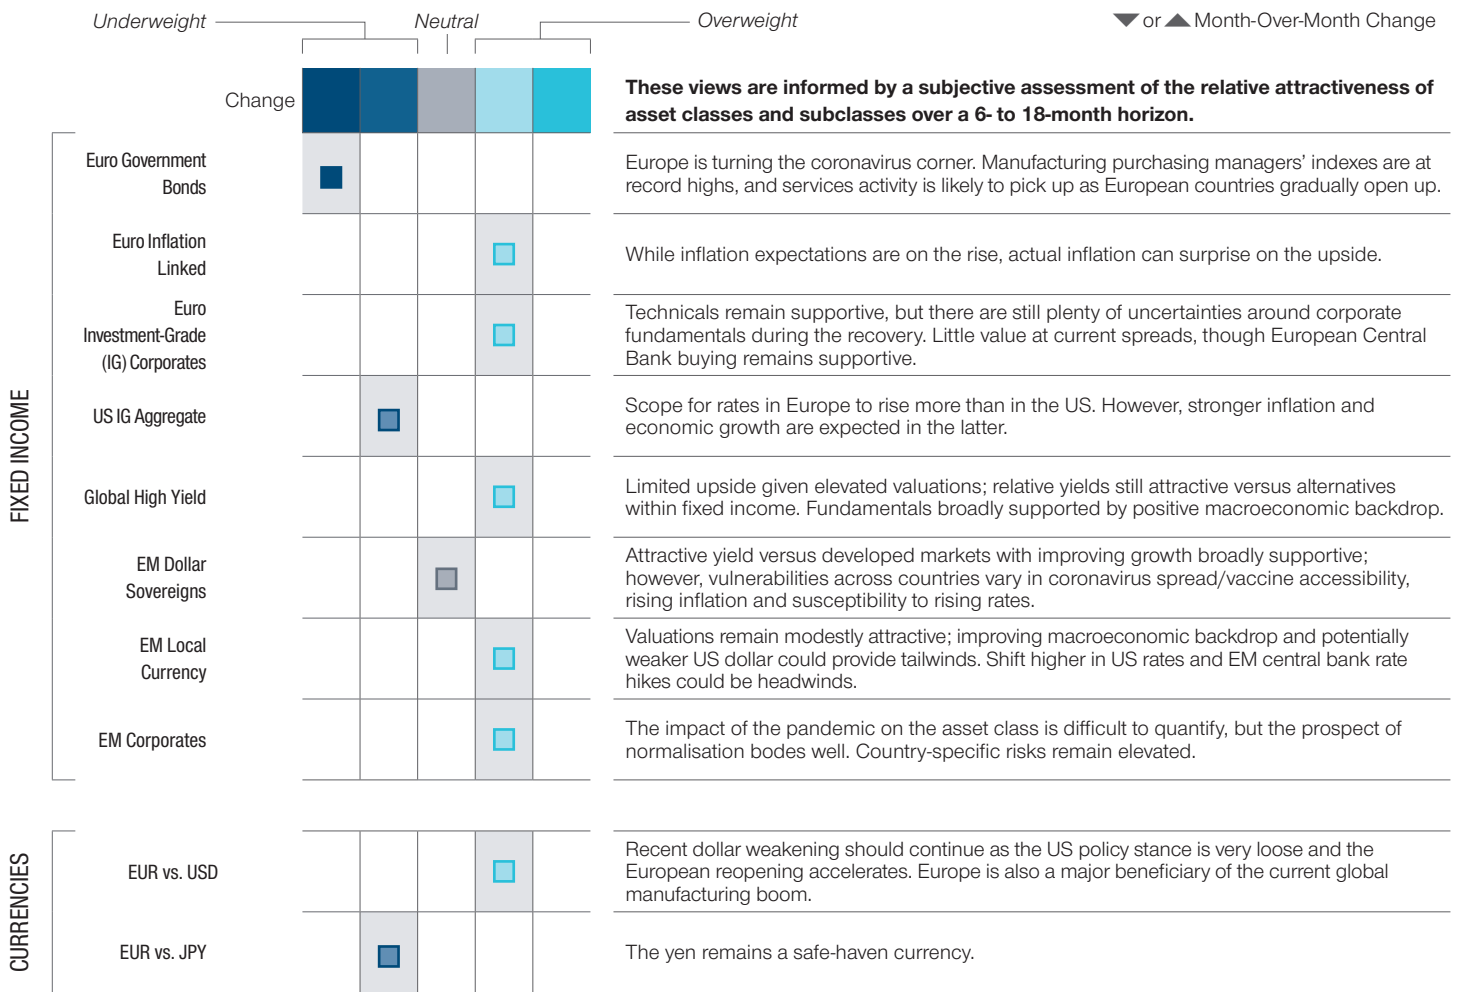 Underweight
Neutral
Overweight
▼ or ▲ Month-Over-Month Change
Change
These views are informed by a subjective assessment of the relative attractiveness of
asset classes and subclasses over a 6- to 18-month horizon.
FIXED INCOME
Euro Government
Bonds
Europe is turning the coronavirus corner. Manufacturing purchasing managers’ indexes are at
record highs, and services activity is likely to pick up as European countries gradually open up.
Euro Inflation
Linked
While inflation expectations are on the rise, actual inflation can surprise on the upside.
Euro
Investment-Grade
(IG) Corporates
Technicals remain supportive, but there are still plenty of uncertainties around corporate
fundamentals during the recovery. Little value at current spreads, though European Central
Bank buying remains supportive.
US IG Aggregate
Scope for rates in Europe to rise more than in the US. However, stronger inflation and
economic growth are expected in the latter.
Global High Yield
Limited upside given elevated valuations; relative yields still attractive versus alternatives
within fixed income. Fundamentals broadly supported by positive macroeconomic backdrop.
EM Dollar
Sovereigns
Attractive yield versus developed markets with improving growth broadly supportive;
however, vulnerabilities across countries vary in coronavirus spread/vaccine accessibility,
rising inflation and susceptibility to rising rates.
EM Local
Currency
Valuations remain modestly attractive; improving macroeconomic backdrop and potentially
weaker US dollar could provide tailwinds. Shift higher in US rates and EM central bank rate
hikes could be headwinds.
EM Corporates
The impact of the pandemic on the asset class is difficult to quantify, but the prospect of
normalisation bodes well. Country-specific risks remain elevated.
CURRENCIES
EUR vs. USD
Recent dollar weakening should continue as the US policy stance is very loose and the
European reopening accelerates. Europe is also a major beneficiary of the current global
manufacturing boom.
EUR vs. JPY
The yen remains a safe-haven currency.